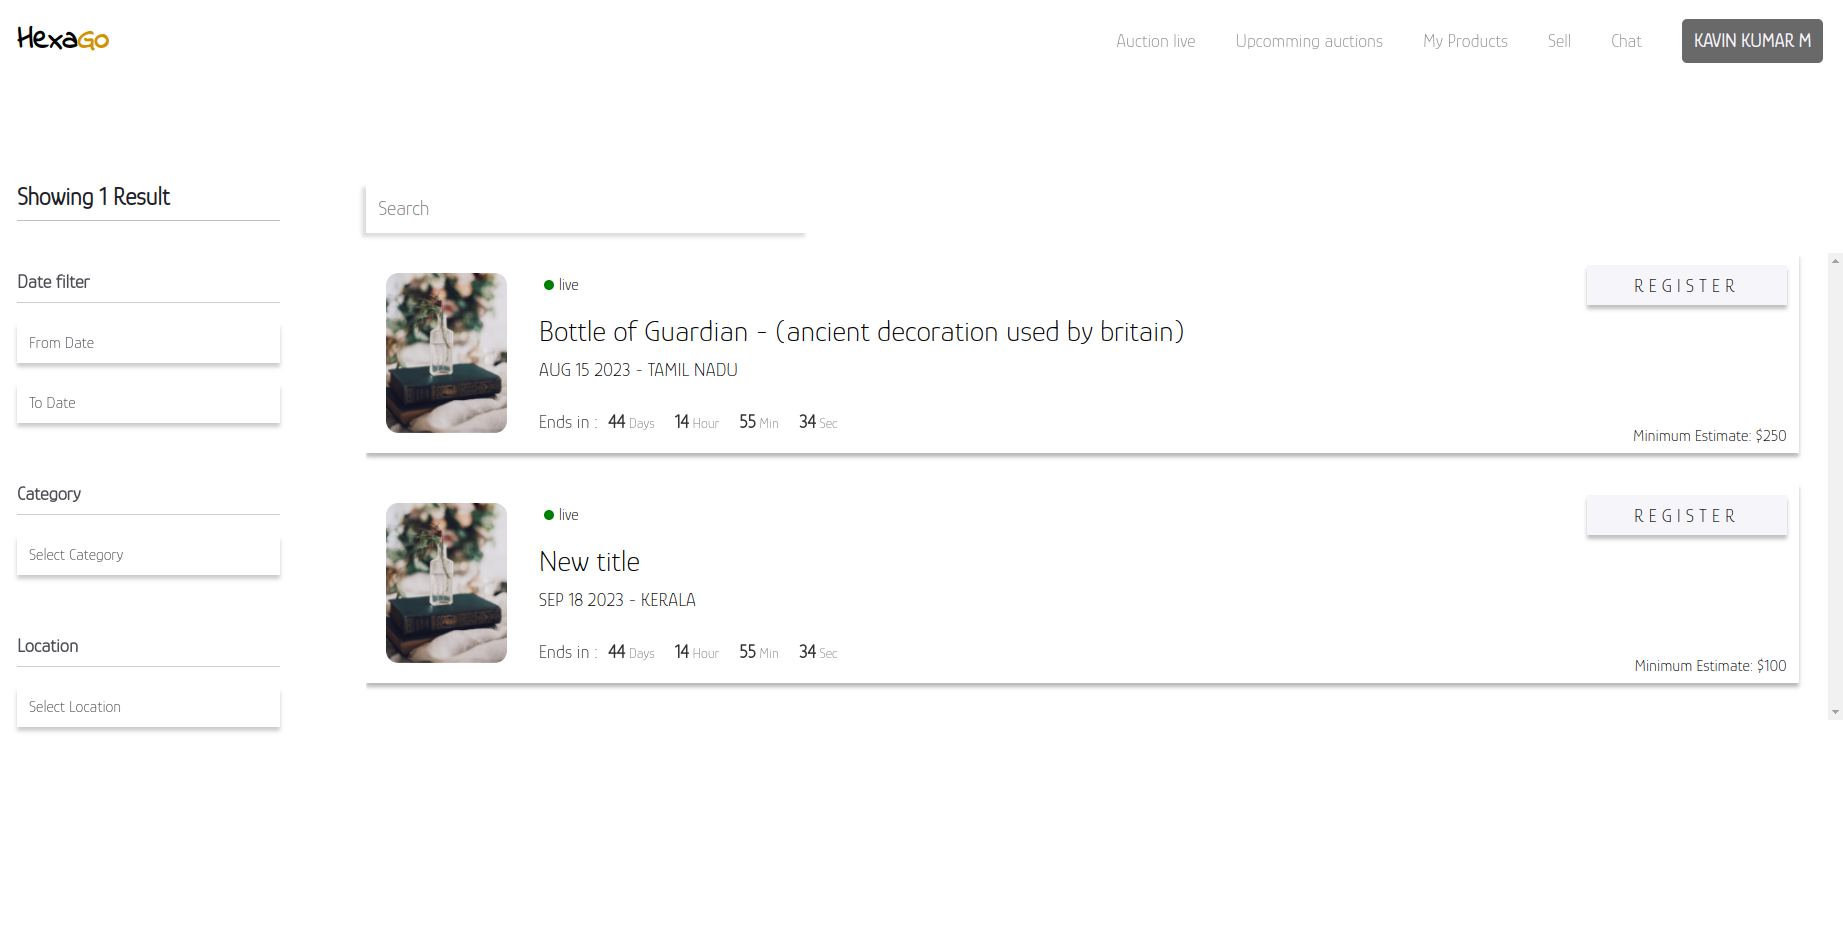 HexaGo
Auction live Upcomming auctions My Products Sell Chat KAVIN KUMAR M
Showing 1 Result
Date filter
From Date
To Date
Category
Select Category
Location
Select Location
Search
live
REGISTER
Bottle of Guardian - (ancient decoration used by britain)
AUG 15 2023 - TAMIL NADU
Ends in : 44 Days 14 Hour 55 Min 34 Sec
Minimum Estimate: $250
live
REGISTER
New title
SEP 18 2023 - KERALA
Ends in : 44 Days 14 Hour 55 Min 34 Sec
Minimum Estimate: $100